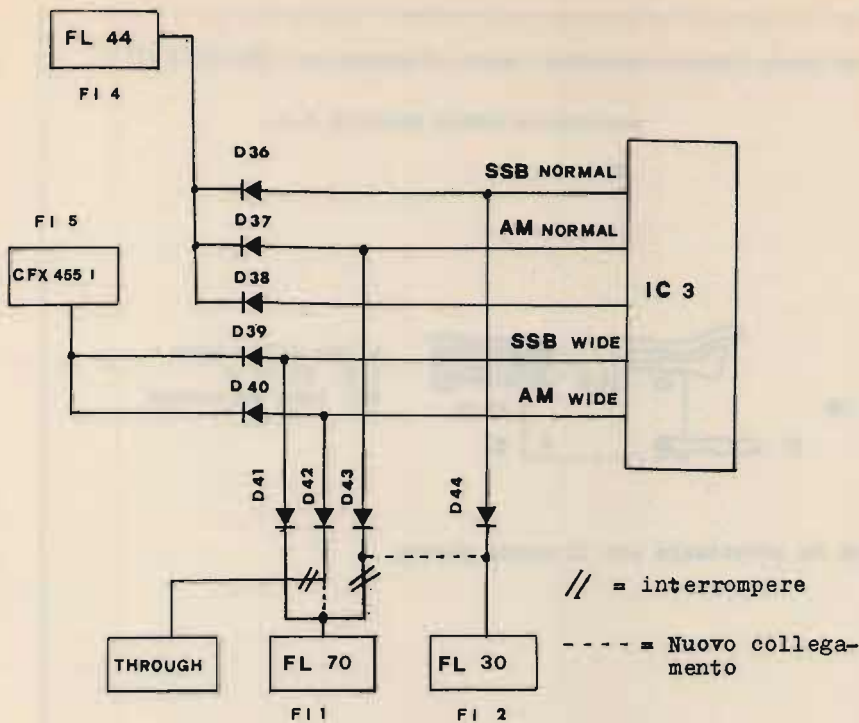 FL 44
FI 4
D36
SSB NORMAL
D37
AM NORMAL
FI 5
CFX 455 I
D38
IC 3
D39
SSB WIDE
D40
AM WIDE
D41
D42
D43
D44
// = interrompere
---- = Nuovo collega-
mento
THROUGH
FL 70
FL 30
FI 1
FI 2